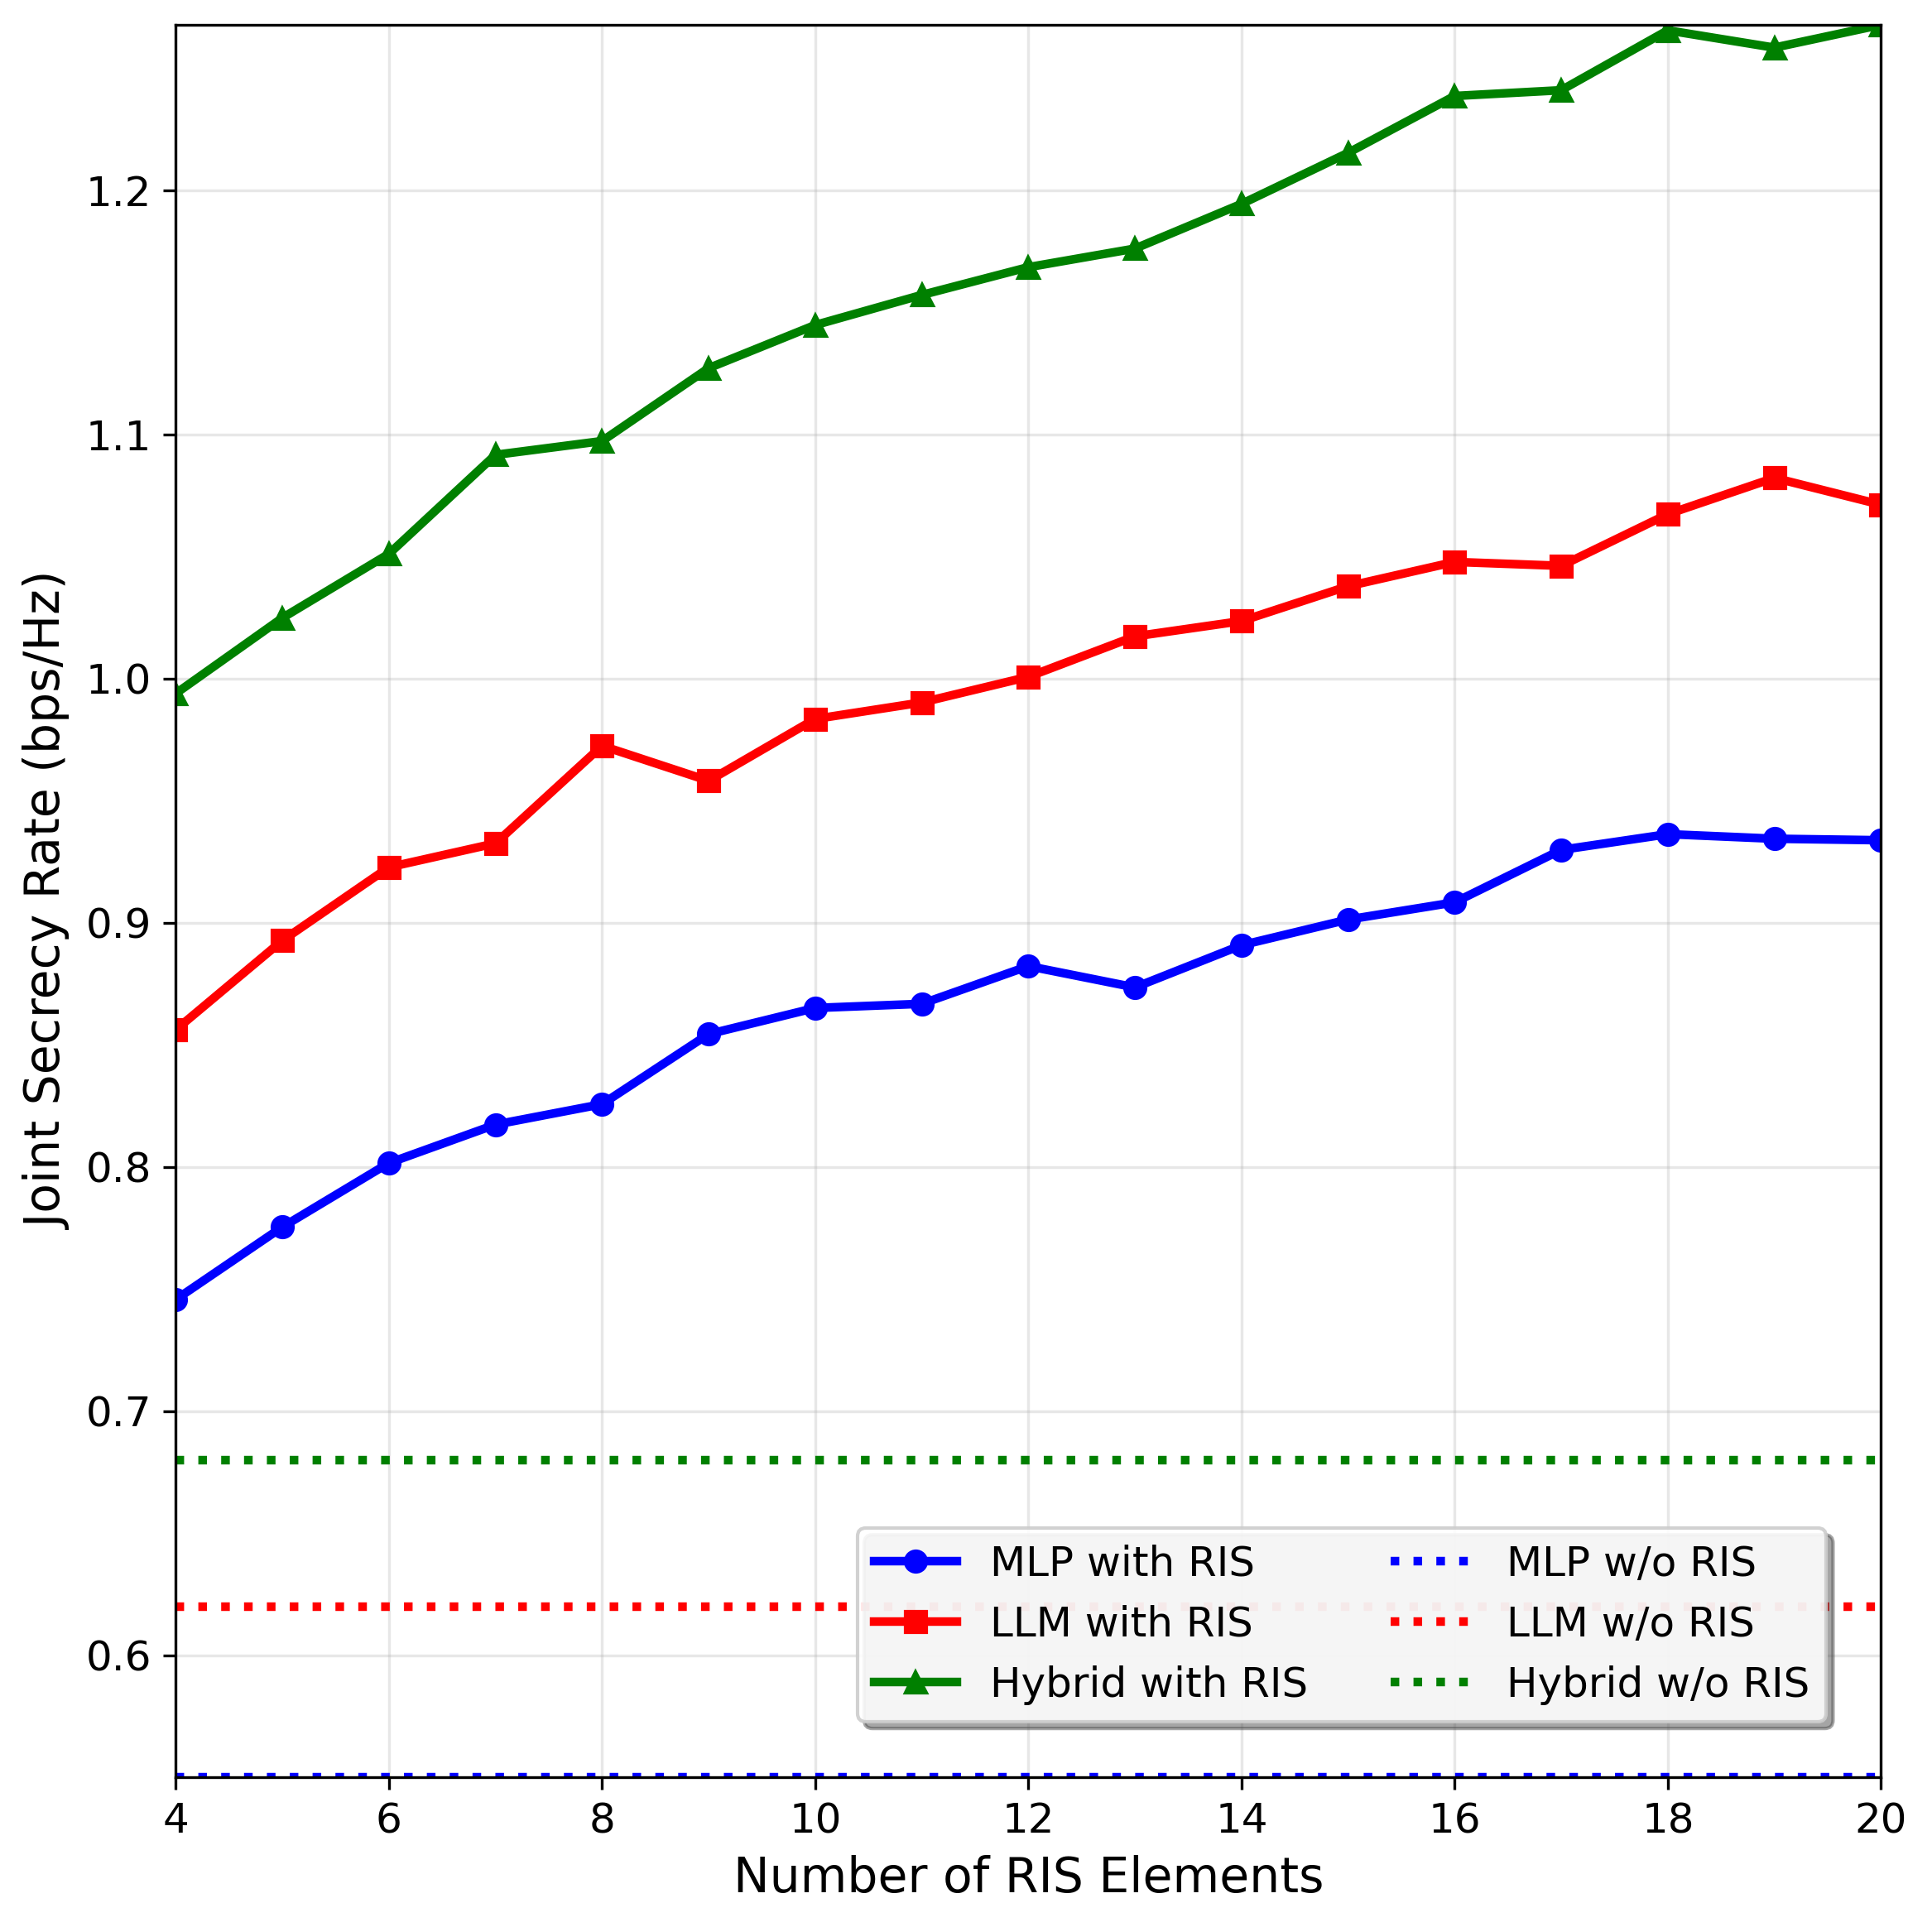 Joint Secrecy Rate (bps/Hz)
1.2
1.1
1.0
0.9
0.8
0.7
0.6
MLP with RIS
LLM with RIS
Hybrid with RIS
MLP w/o RIS
LLM w/o RIS
Hybrid w/o RIS
4 6 8 10 12 14 16 18 20
Number of RIS Elements